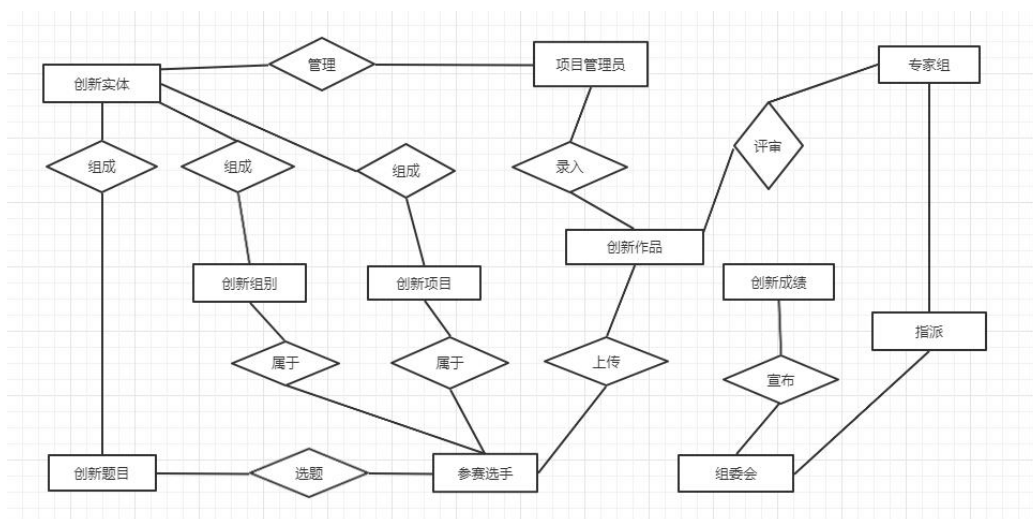 管理
项目管理员
专家组
创新实体
评审
组成
组成
组成
录入
创新作品
创新组别
创新项目
创新成绩
指派
属于
属于
上传
宣布
创新题目
选题
参赛选手
组委会